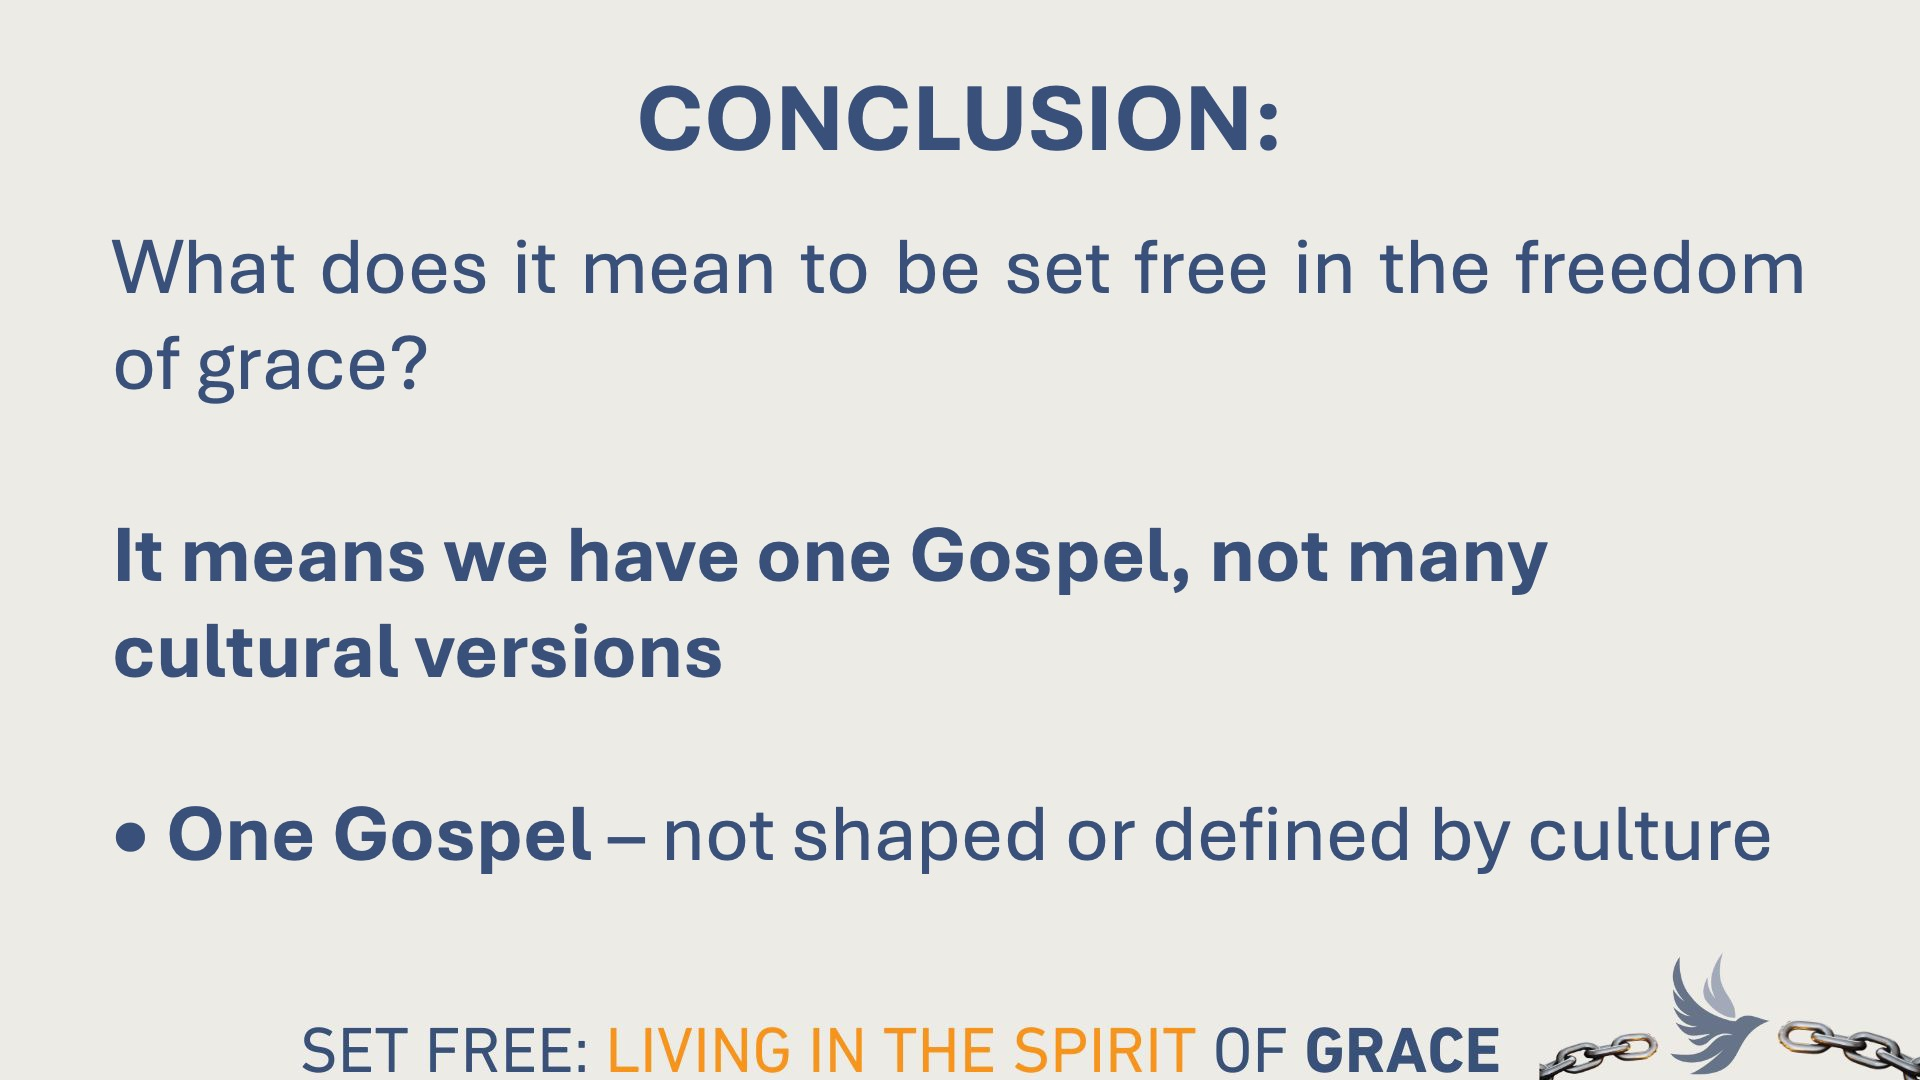 CONCLUSION:
What does it mean to be set free in the freedom
of grace?
It means we have one Gospel, not many
cultural versions
• One Gospel – not shaped or defined by culture
SET FREE: LIVING IN THE SPIRIT OF GRACE